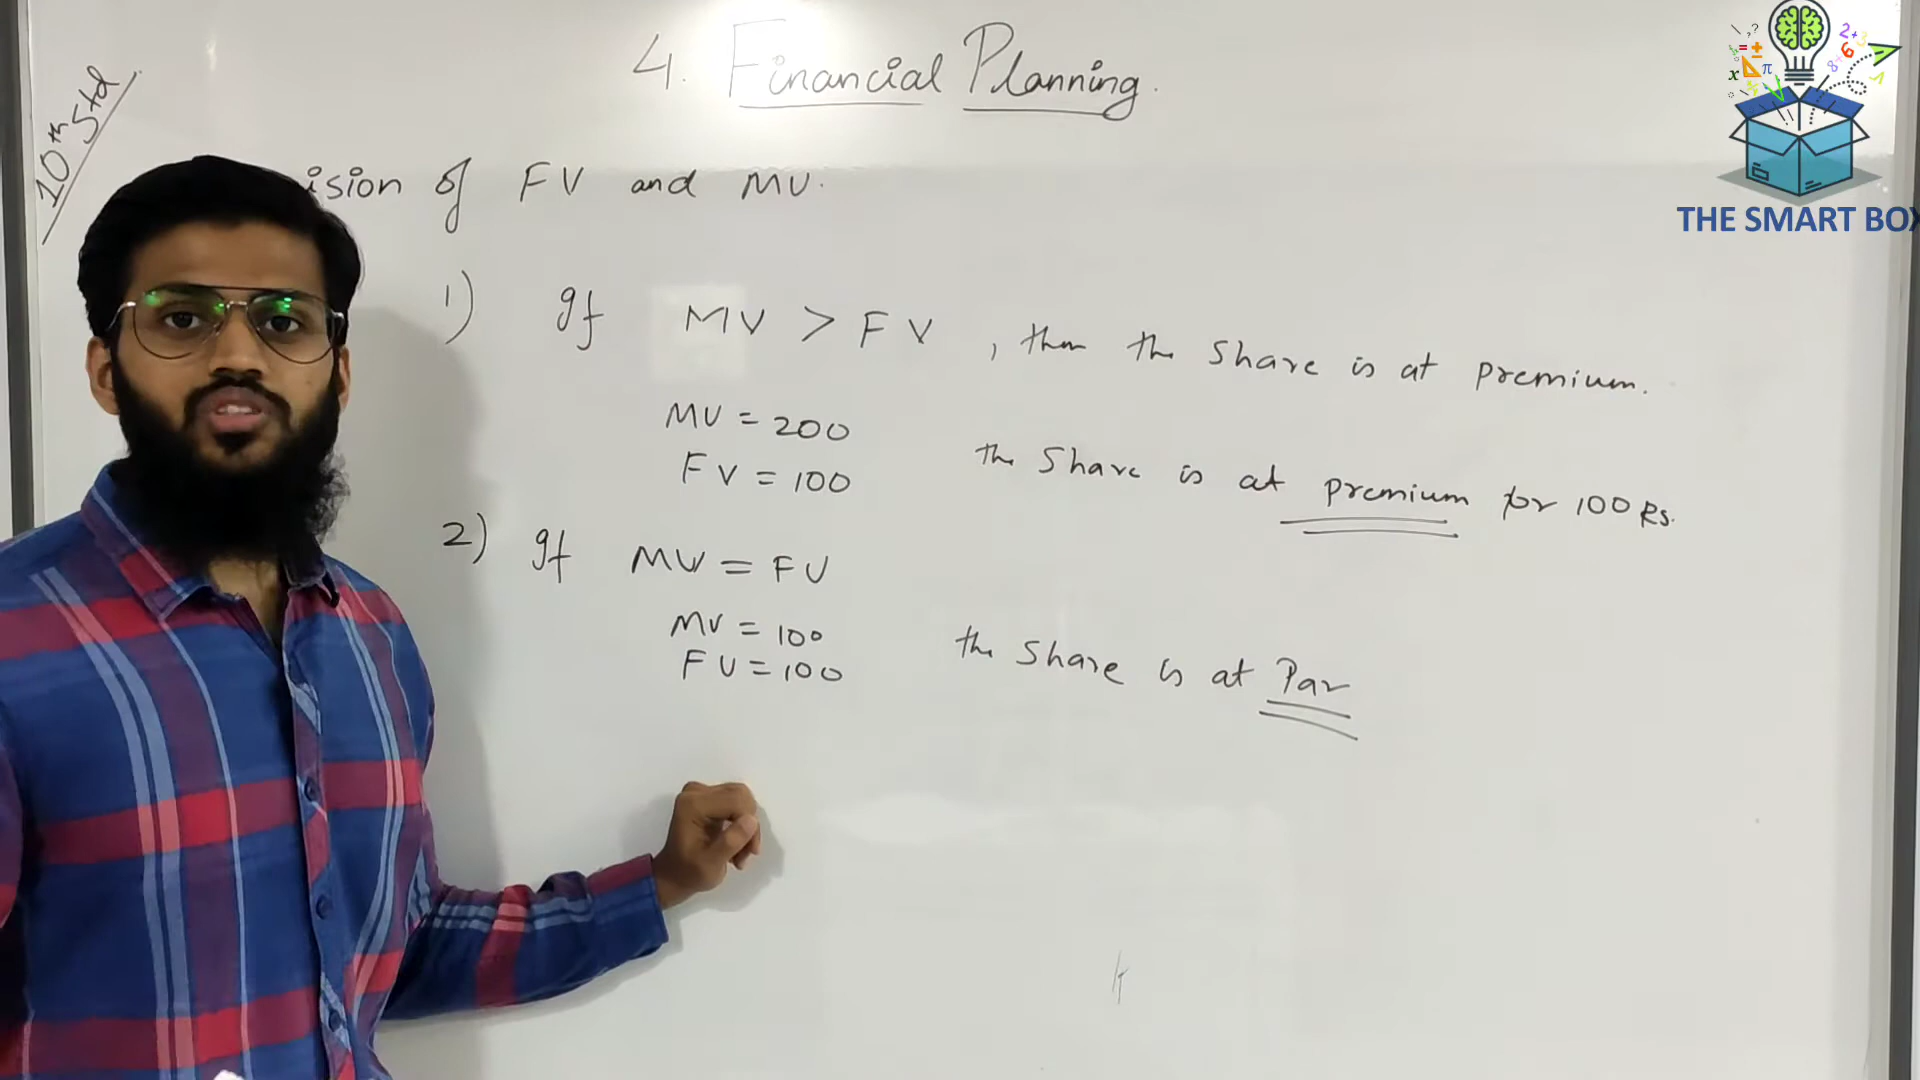 4. Financial Planning.
10th Std
ision of FV and MV.
1) If MV > FV, then the share is at premium.
MV = 200
FV = 100
the share is at premium for 100 Rs.
2) If MV = FV
MV = 100
FV = 100
the share is at Par
THE SMART BOX